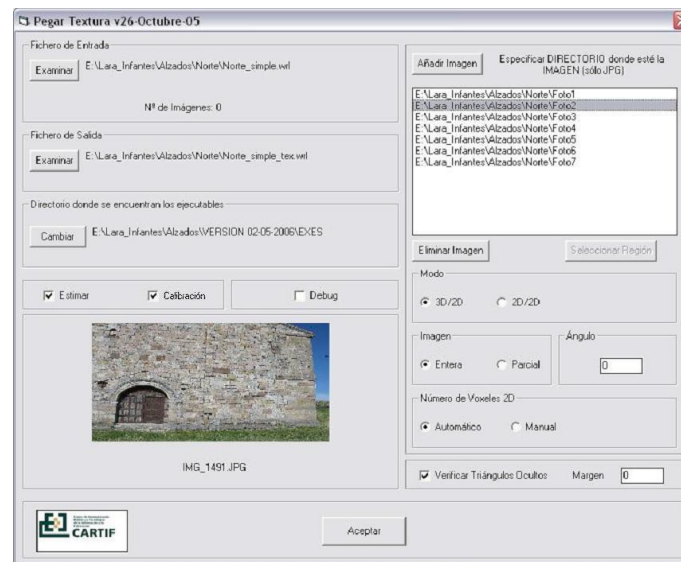 Pegar Textura v26-Octubre-05
Fichero de Entrada
Examinar
E:\Lara_Infantes\Alzados\Norte\Norte_simple.wrl
Nº de Imágenes: 0
Fichero de Salida
Examinar
E:\Lara_Infantes\Alzados\Norte\Norte_simple_tex.wrl
Directorio donde se encuentran los ejecutables
Cambiar
E:\Lara_Infantes\Alzados\VERSION 02-05-2006\EXES
Estimar
Calibración
Debug
IMG_1491.JPG
CARTIF
Aceptar
Añadir Imagen
Especificar DIRECTORIO donde esté la
IMAGEN (sólo JPG)
E:\Lara_Infantes\Alzados\Norte\Foto1
E:\Lara_Infantes\Alzados\Norte\Foto2
E:\Lara_Infantes\Alzados\Norte\Foto3
E:\Lara_Infantes\Alzados\Norte\Foto4
E:\Lara_Infantes\Alzados\Norte\Foto5
E:\Lara_Infantes\Alzados\Norte\Foto6
E:\Lara_Infantes\Alzados\Norte\Foto7
Eliminar Imagen
Seleccionar Región
Modo
3D/2D
2D/2D
Imagen
Entera
Parcial
Ángulo
0
Número de Voxeles 2D
Automático
Manual
Verificar Triángulos Ocultos
Margen
0